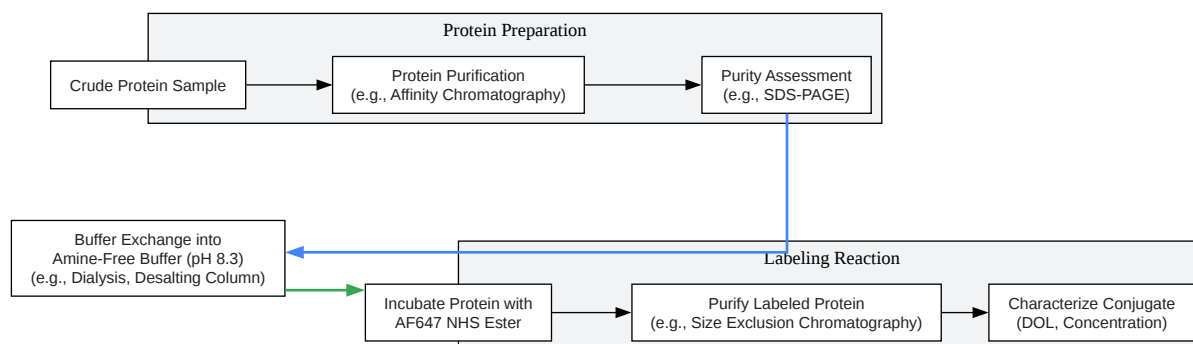 Protein Preparation
Crude Protein Sample
Protein Purification
(e.g., Affinity Chromatography)
Purity Assessment
(e.g., SDS-PAGE)
Buffer Exchange into
Amine-Free Buffer (pH 8.3)
(e.g., Dialysis, Desalting Column)
Labeling Reaction
Incubate Protein with
AF647 NHS Ester
Purify Labeled Protein
(e.g., Size Exclusion Chromatography)
Characterize Conjugate
(DOL, Concentration)